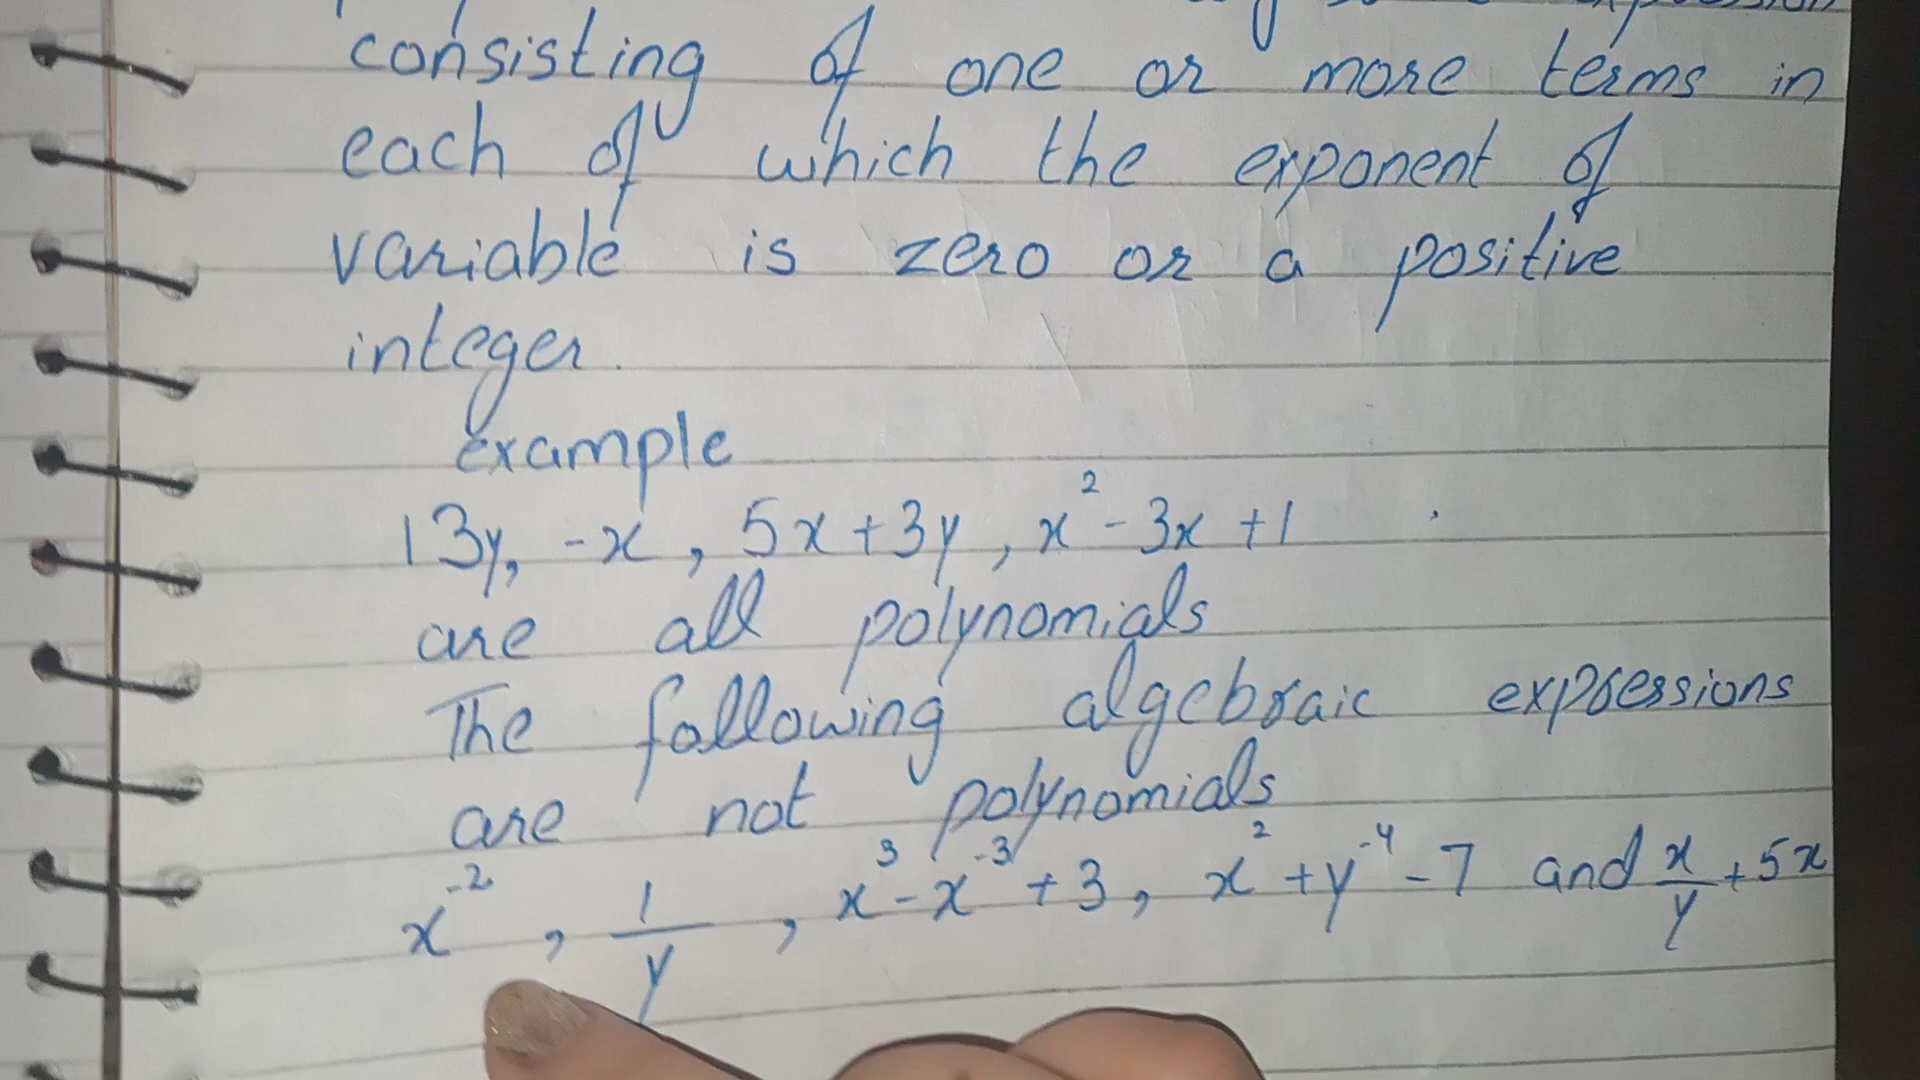 consisting of one or more terms in
each of which the exponent of
variable is zero or a positive
integer.
example
13y, -x, 5x+3y, x² - 3x +1
are all polynomials
The following algebraic expressions
are not polynomials
x⁻², 1/y, x³ - x⁻³ + 3, x² + y⁻⁴ - 7 and x/y + 5x